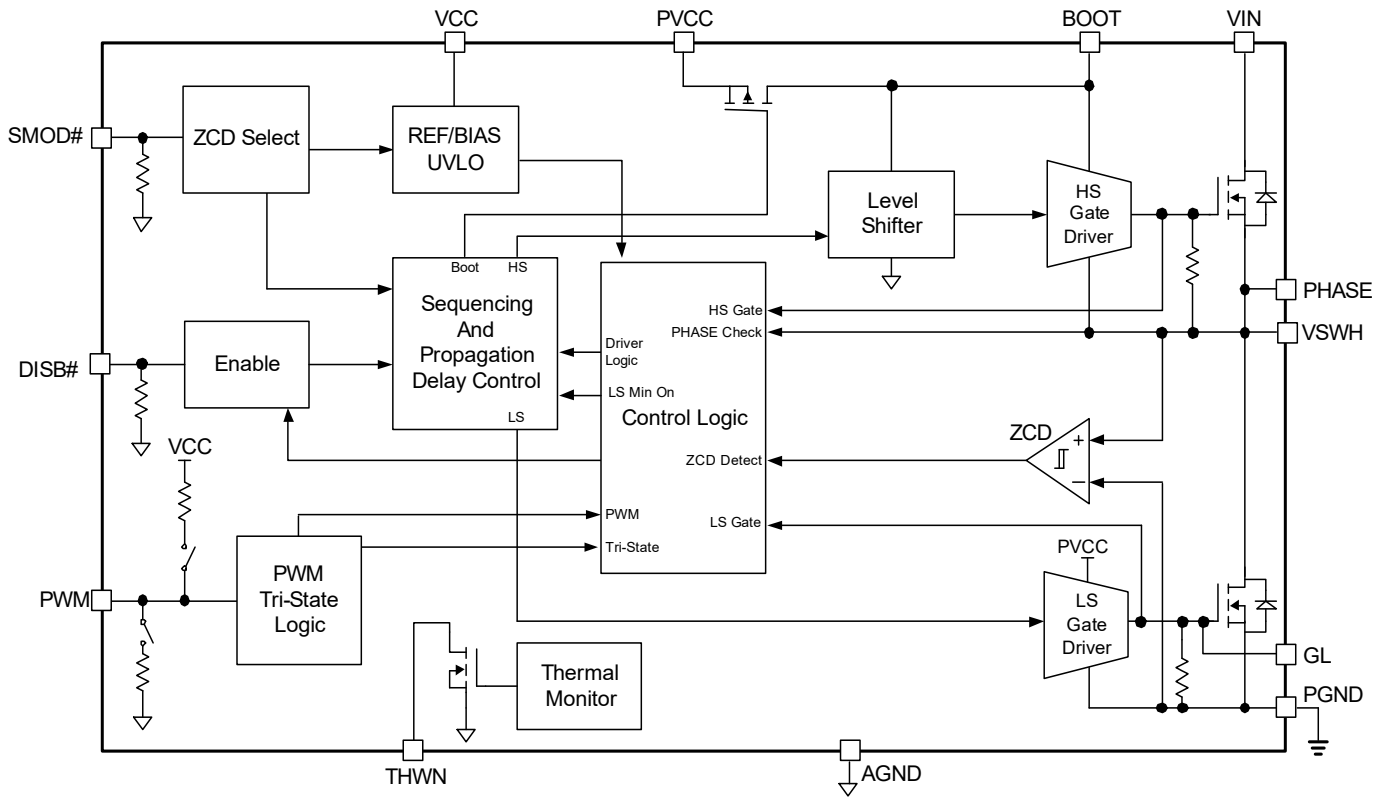 VCC
PVCC
BOOT
VIN
SMOD#
ZCD Select
REF/BIAS
UVLO
Level
Shifter
HS
Gate
Driver
Boot
HS
Sequencing
And
Propagation
Delay Control
LS
HS Gate
PHASE Check
Driver
Logic
LS Min On
Control Logic
ZCD Detect
LS Gate
PWM
Tri-State
PHASE
VSWH
DISB#
Enable
ZCD
+
−
VCC
PWM
PWM
Tri-State
Logic
PVCC
LS
Gate
Driver
GL
PGND
Thermal
Monitor
THWN
AGND